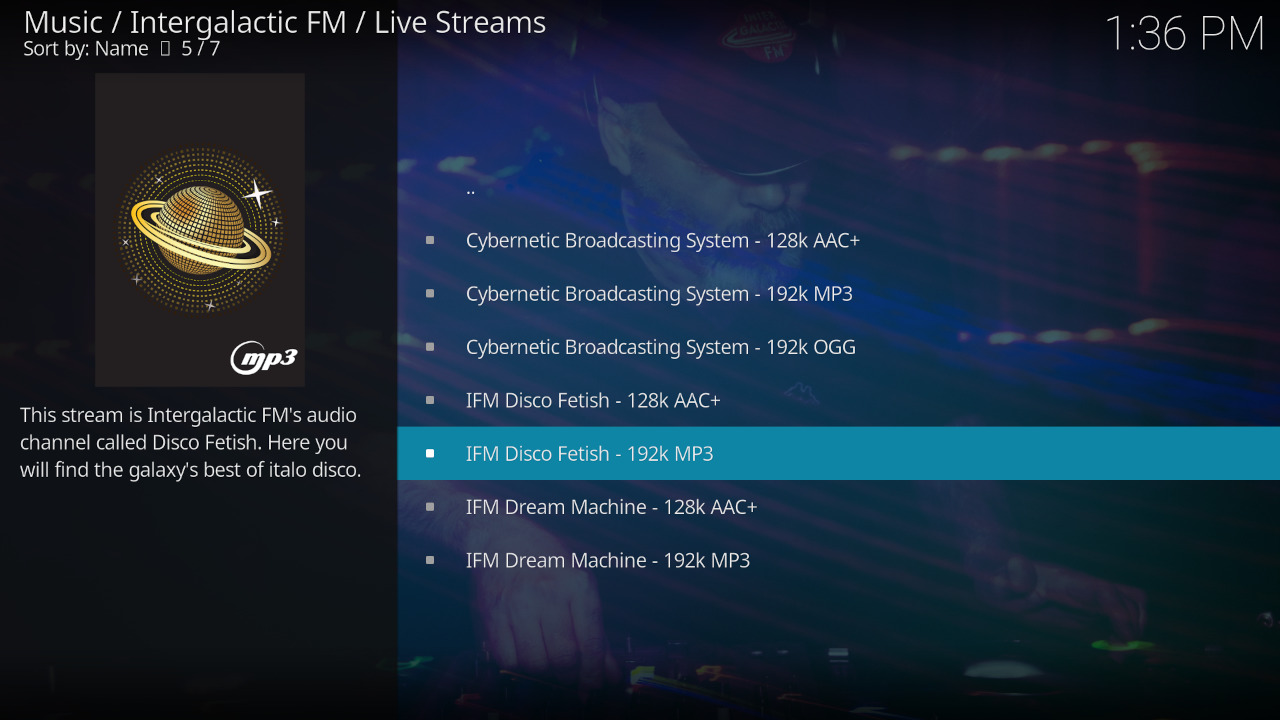 Music / Intergalactic FM / Live Streams
Sort by: Name 5 / 7
1:36 PM
mp3
This stream is Intergalactic FM's audio
channel called Disco Fetish. Here you
will find the galaxy's best of italo disco.
..
Cybernetic Broadcasting System - 128k AAC+
Cybernetic Broadcasting System - 192k MP3
Cybernetic Broadcasting System - 192k OGG
IFM Disco Fetish - 128k AAC+
IFM Disco Fetish - 192k MP3
IFM Dream Machine - 128k AAC+
IFM Dream Machine - 192k MP3